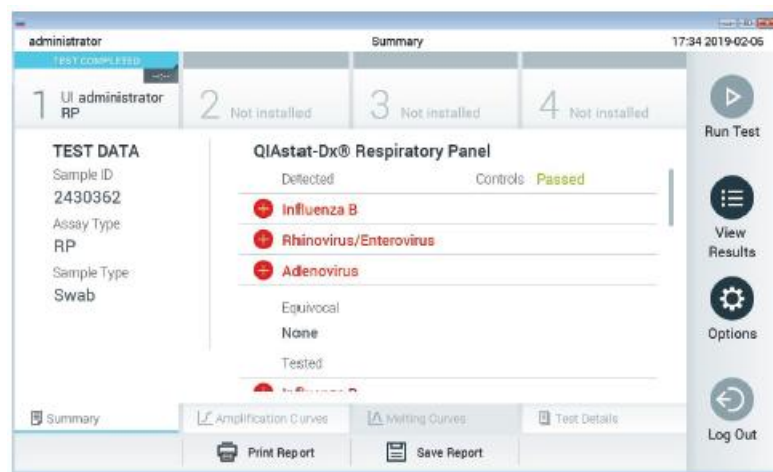 administrator Summary 17:34 2019-02-06
TEST COMPLETED
1 UI administrator RP
2 Not installed
3 Not installed
4 Not installed
Run Test
TEST DATA
Sample ID
2430362
Assay Type
RP
Sample Type
Swab
QIAstat-Dx® Respiratory Panel
Detected Controls Passed
Influenza B
Rhinovirus/Enterovirus
Adenovirus
Equivocal
None
Tested
Influenza B
View Results
Options
Log Out
Summary Amplification Curves Melting Curves Test Details
Print Report Save Report